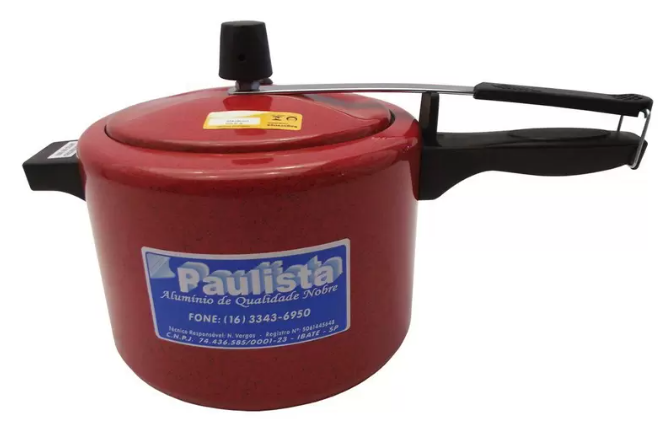 Paulista
Alumínio de Qualidade Nobre
FONE: (16) 3343-6950
Técnico Responsável: N. Vargas - Registro Nº: 5061445648
C.N.P.J. 74.436.585/0001-23 - IBATÉ - SP